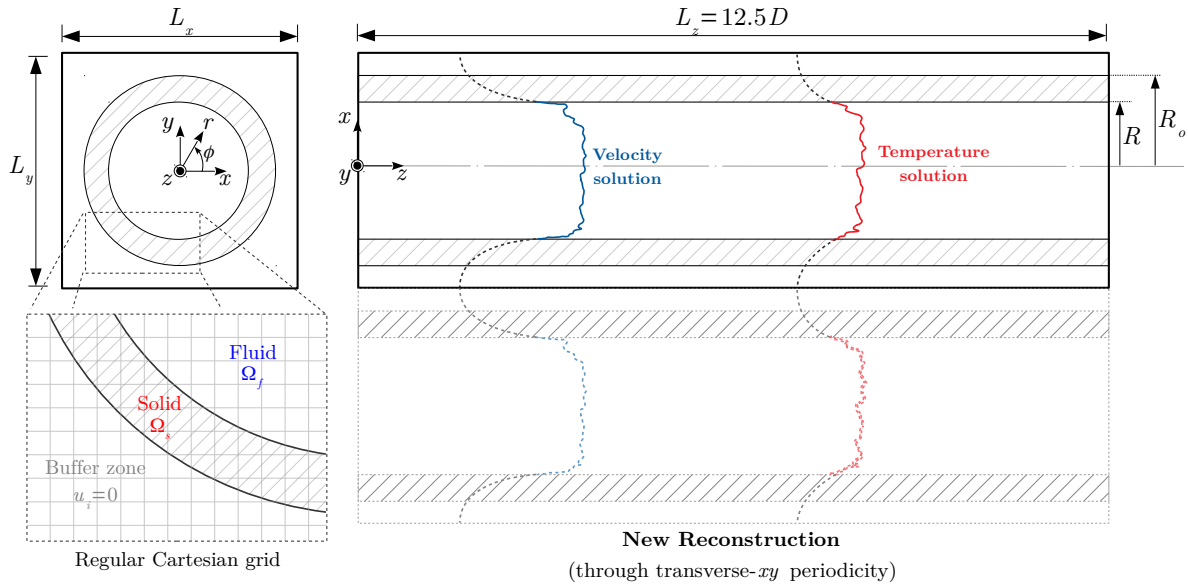 L_x
L_y
y
r
ϕ
z
x
Fluid
Ω_f
Solid
Ω_s
Buffer zone
u_i=0
Regular Cartesian grid
L_z=12.5D
x
y
z
Velocity
solution
Temperature
solution
R
R_o
New Reconstruction
(through transverse-xy periodicity)